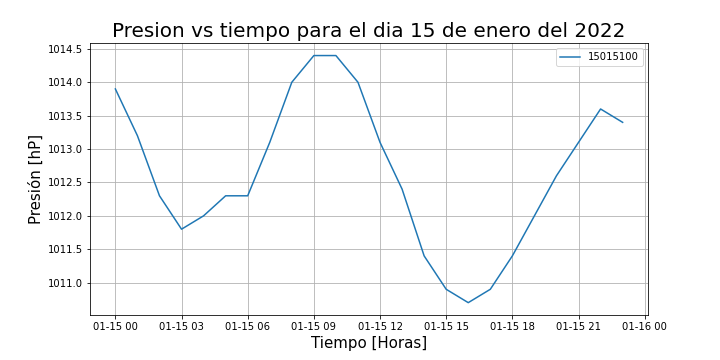 Presion vs tiempo para el dia 15 de enero del 2022
15015100
1014.5
1014.0
1013.5
1013.0
1012.5
1012.0
1011.5
1011.0
Presión [hP]
01-15 00 01-15 03 01-15 06 01-15 09 01-15 12 01-15 15 01-15 18 01-15 21 01-16 00
Tiempo [Horas]